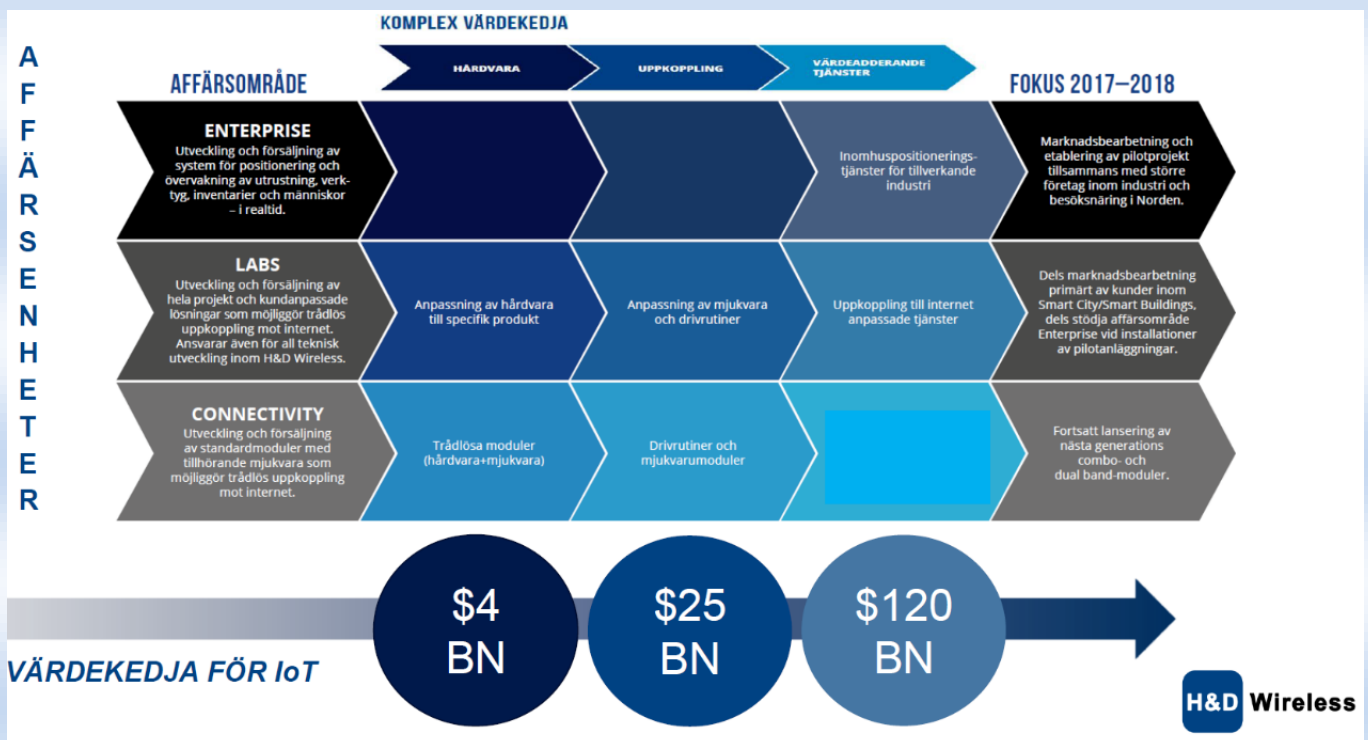 KOMPLEX VÄRDEKEDJA
AFFÄRSENHETER
AFFÄRSOMRÅDE
HÅRDVARA
UPPKOPPLING
VÄRDEADDERANDE
TJÄNSTER
FOKUS 2017–2018
ENTERPRISE
Utveckling och försäljning av
system för positionering och
övervakning av utrustning, verk-
tyg, inventarier och människor
– i realtid.
Inomhuspositionerings-
tjänster för tillverkande
industri
Marknadsbearbetning och
etablering av pilotprojekt
tillsammans med större
företag inom industri och
besöksnäring i Norden.
LABS
Utveckling och försäljning av
hela projekt och kundanpassade
lösningar som möjliggör trådlös
uppkoppling mot internet.
Ansvarar även för all teknisk
utveckling inom H&D Wireless.
Anpassning av hårdvara
till specifik produkt
Anpassning av mjukvara
och drivrutiner
Uppkoppling till internet
anpassade tjänster
Dels marknadsbearbetning
primärt av kunder inom
Smart City/Smart Buildings,
dels stödja affärsområde
Enterprise vid installationer
av pilotanläggningar.
CONNECTIVITY
Utveckling och försäljning
av standardmoduler med
tillhörande mjukvara som
möjliggör trådlös uppkoppling
mot internet.
Trådlösa moduler
(hårdvara+mjukvara)
Drivrutiner och
mjukvarumoduler
Fortsatt lansering av
nästa generations
combo- och
dual band-moduler.
$4
BN
$25
BN
$120
BN
VÄRDEKEDJA FÖR IoT
H&D Wireless